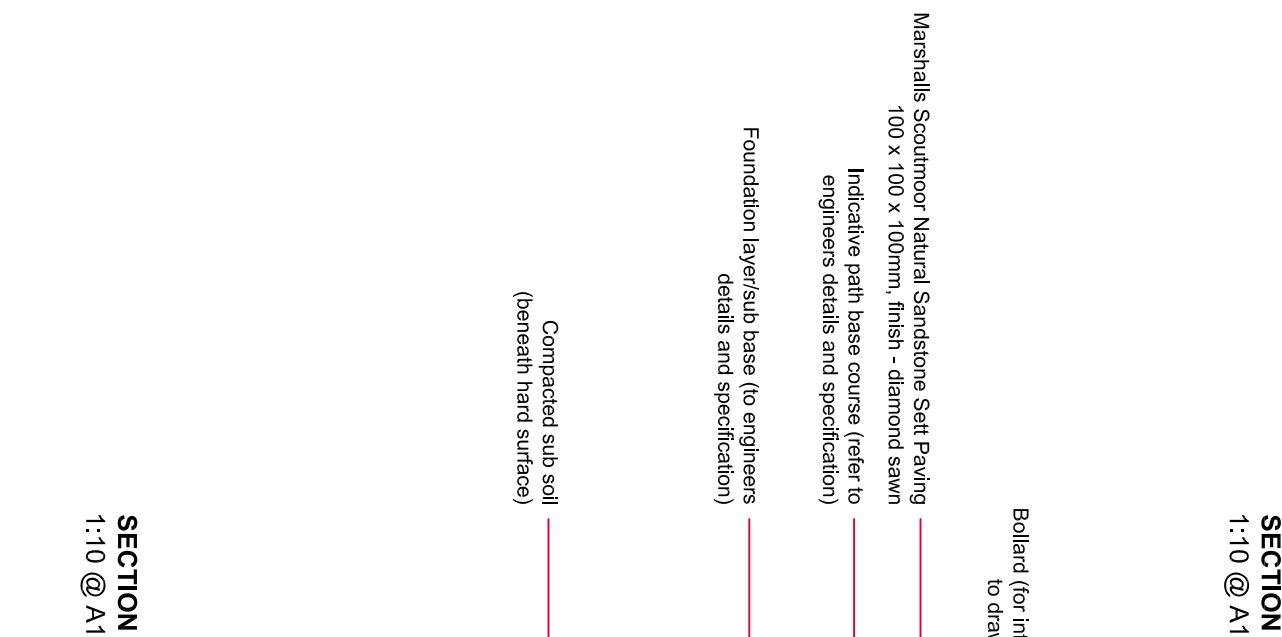 SECTION
1:10 @ A1
Bollard (for
to
Marshalls Scoutmoor Natural Sandstone Sett Paving
100 x 100 x 100mm, finish - diamond sawn
Indicative path base course (refer to
engineers details and specification)
Foundation layer/sub base (to engineers
details and specification)
Compacted sub soil
(beneath hard surface)
SECTION
1:10 @ A1